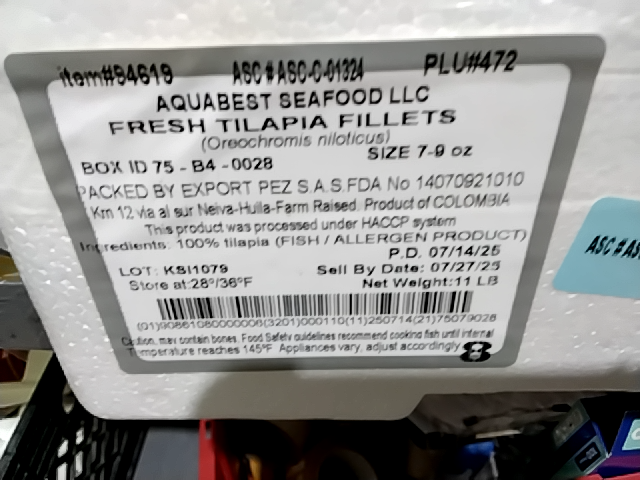 item#84619 ASC # ASC-C-01324 PLU#472
AQUABEST SEAFOOD LLC
FRESH TILAPIA FILLETS
(Oreochromis niloticus)
SIZE 7-9 oz
BOX ID 75 - B4 -0028
PACKED BY EXPORT PEZ S.A.S.FDA No 14070921010
Km 12 via al sur Neiva-Huila-Farm Raised. Product of COLOMBIA
This product was processed under HACCP system
Ingredients: 100% tilapia (FISH / ALLERGEN PRODUCT)
P.D. 07/14/25
LOT: KSI1079 Sell By Date: 07/27/25
Store at:28°/36°F Net Weight:11 LB
(01)90861080000006(3201)000110(11)250714(21)75079028
Caution, may contain bones. Food Safety guidelines recommend cooking fish until internal
Temperature reaches 145°F Appliances vary, adjust accordingly
ASC # AS